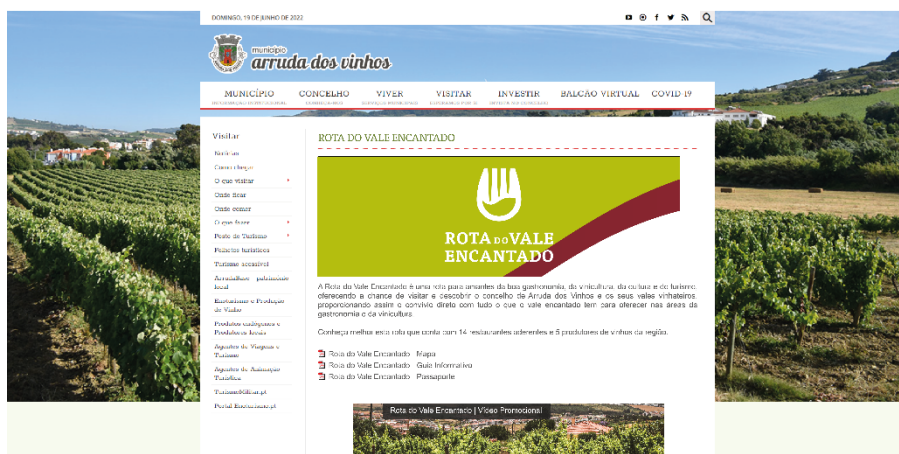 DOMINGO, 19 DE JUNHO DE 2022
município
arruda dos vinhos
MUNICÍPIO CONCELHO VIVER VISITAR INVESTIR BALCÃO VIRTUAL COVID 19
Visitar
Notícias
Como chegar
O que visitar
Onde ficar
Onde comer
O que fazer
Posto de Turismo
Folhetos turísticos
Turismo acessível
património
local
Enoturismo e Produção
de Vinho
Produtos endógenos e
Produtores locais
Agentes de Viagens e
Turismo
Agentes de Animação
Turística
Portal Enoturismo.pt
ROTA DO VALE ENCANTADO
ROTA DO VALE
ENCANTADO
A Rota do Vale Encantado é uma rota para amantes da boa gastronomia, da vinicultura, da cultura e do turismo,
oferecendo a chance de visitar e descobrir o concelho de Arruda dos Vinhos e os seus vales vinhateiros,
proporcionando assim o convívio direto com tudo o que o vale encantado tem para oferecer nas áreas da
gastronomia e da vinicultura.
Conheça melhor esta rota que conta com 14 restaurantes aderentes e 5 produtores de vinhos da região.
Rota do Vale Encantado Mapa
Rota do Vale Encantado Guia Informativo
Rota do Vale Encantado Passaporte
Rota do Vale Encantado | Vídeo Promocional